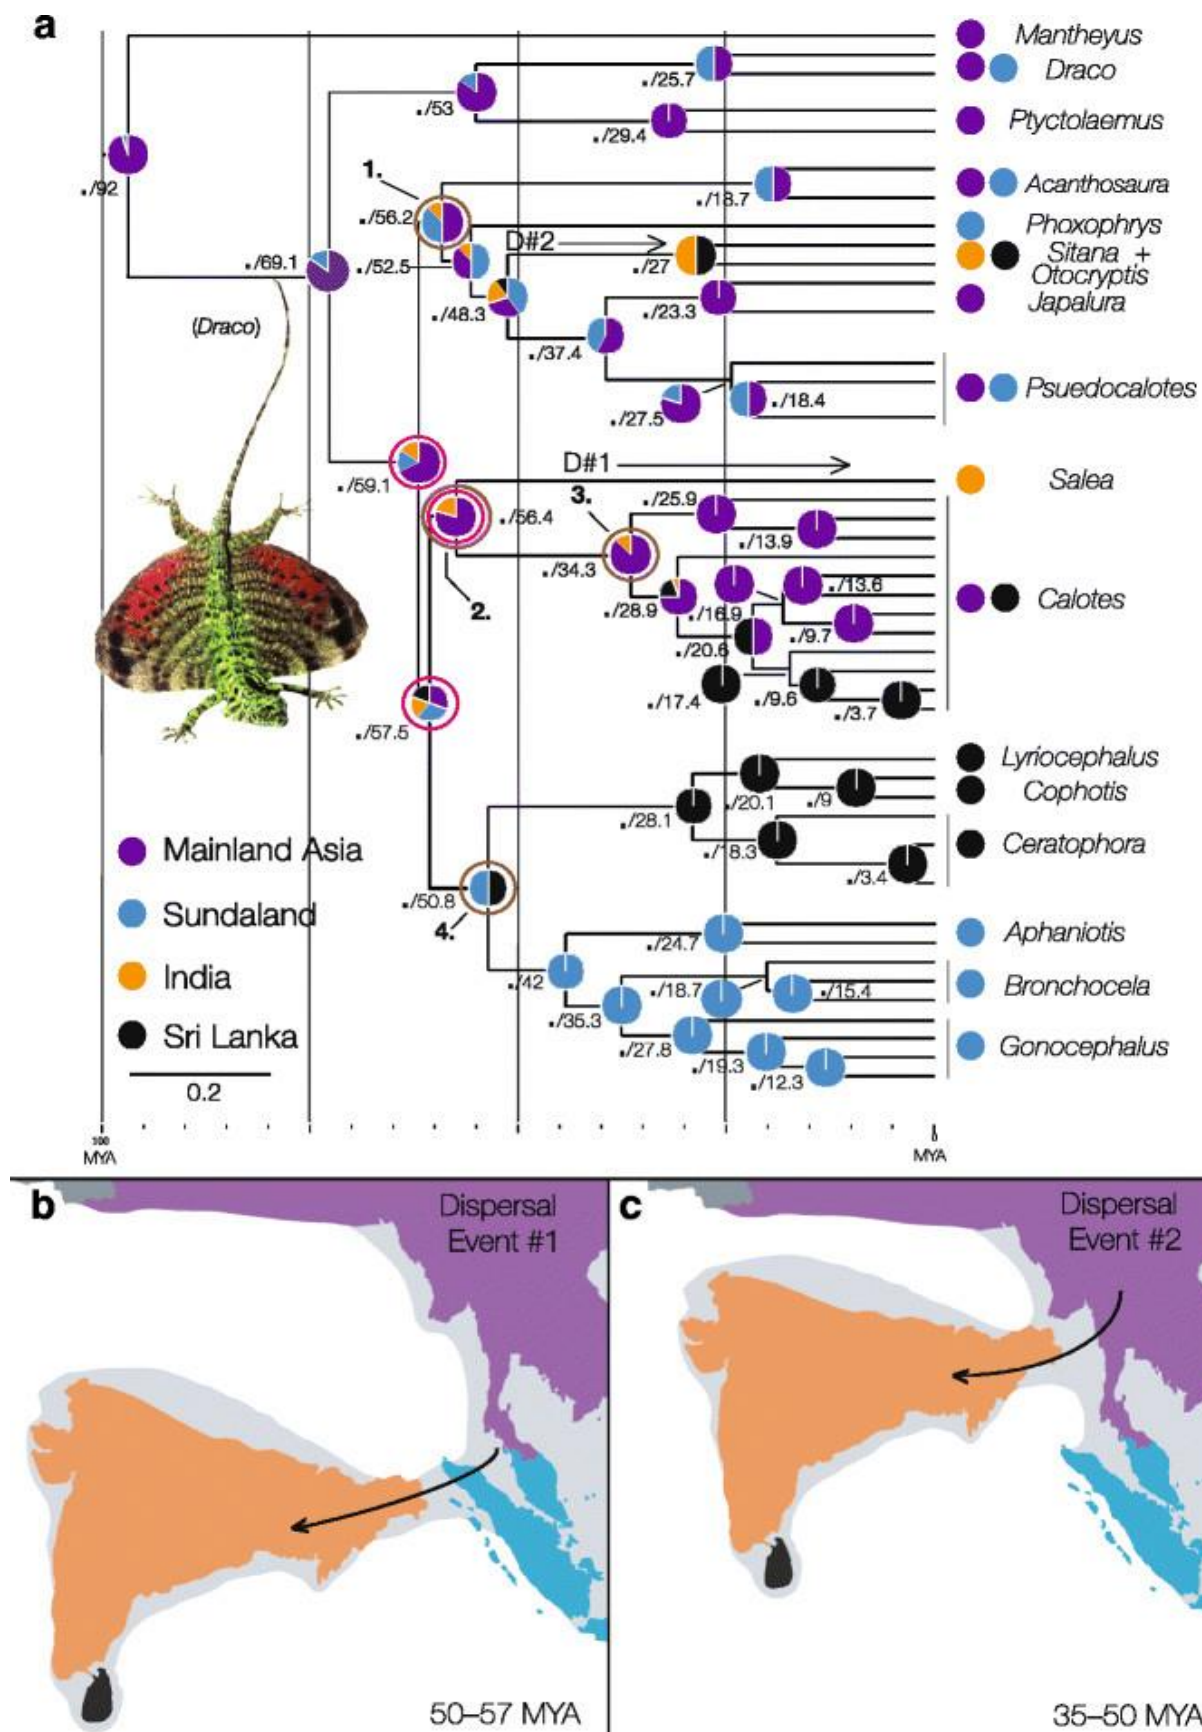 a
Mantheyus
Draco
./25.7
./53
Ptyctolaemus
./29.4
./92
1.
Acanthosaura
./18.7
./56.2
Phoxophrys
D#2
Sitana +
Otocryptis
./27
./69.1
./52.5
Japalura
./23.3
./48.3
(Draco)
./37.4
Psuedocalotes
./18.4
./27.5
D#1
./59.1
Salea
3.
./25.9
./56.4
./13.9
./34.3
./13.6
./28.9
./16.9
Calotes
2.
./9.7
./20.6
./17.4
./9.6
./3.7
./57.5
Lyriocephalus
Cophotis
./20.1
./9
./28.1
Ceratophora
./18.3
./3.4
Mainland Asia
Sundaland
India
Sri Lanka
0.2
./50.8
4.
Aphaniotis
./24.7
./42
Bronchocela
./18.7
./15.4
./35.3
Gonocephalus
./27.8
./19.3
./12.3
100
MYA
0
MYA
b
Dispersal
Event #1
50–57 MYA
c
Dispersal
Event #2
35–50 MYA